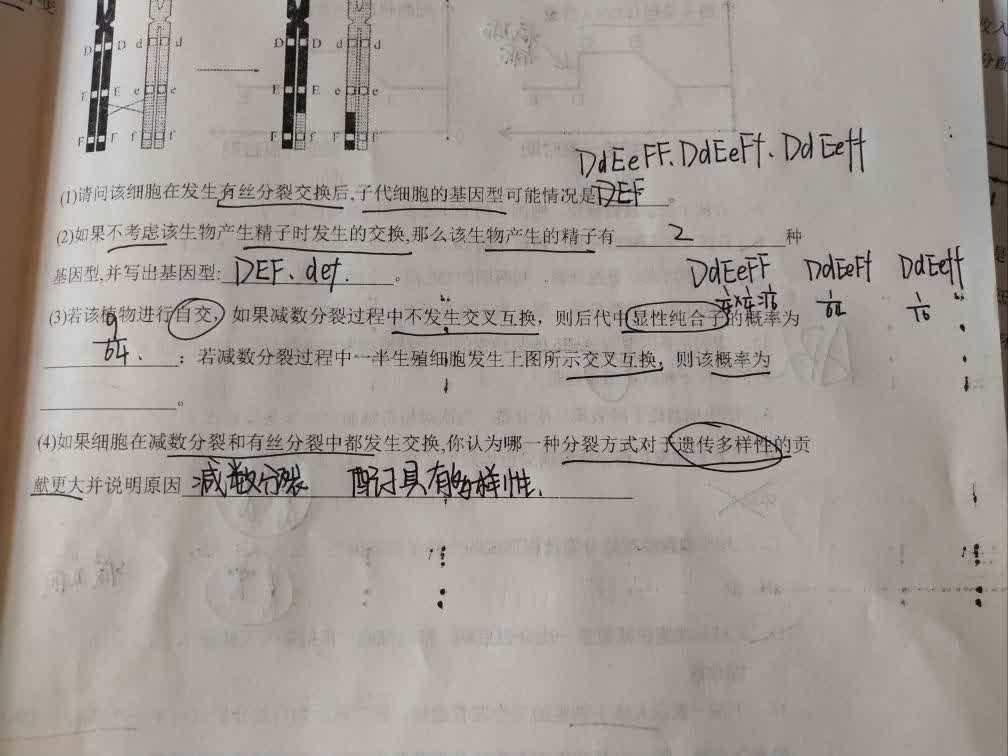 D D d d D D d d
E E e e E E e e
F F f f F f F f
DdEeFF、DdEeFf、DdEeff
(1)请问该细胞在发生有丝分裂交换后,子代细胞的基因型可能情况是DEF。
(2)如果不考虑该生物产生精子时发生的交换,那么该生物产生的精子有 2 种
基因型,并写出基因型: DEF、def。
DdEeFF DdEeFf DdEeff
1/4×1/4=1/16 1/64 1/16
(3)若该植物进行自交,如果减数分裂过程中不发生交叉互换,则后代中显性纯合子的概率为
9/64.;若减数分裂过程中一半生殖细胞发生上图所示交叉互换,则该概率为
。
(4)如果细胞在减数分裂和有丝分裂中都发生交换,你认为哪一种分裂方式对于遗传多样性的贡
献更大并说明原因 减数分裂 配子具有多样性.